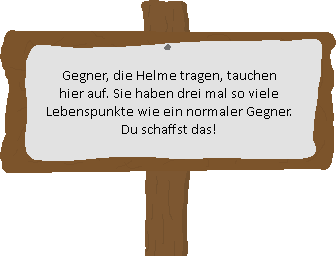 Gegner, die Helme tragen, tauchen
hier auf. Sie haben drei mal so viele
Lebenspunkte wie ein normaler Gegner.
Du schaffst das!